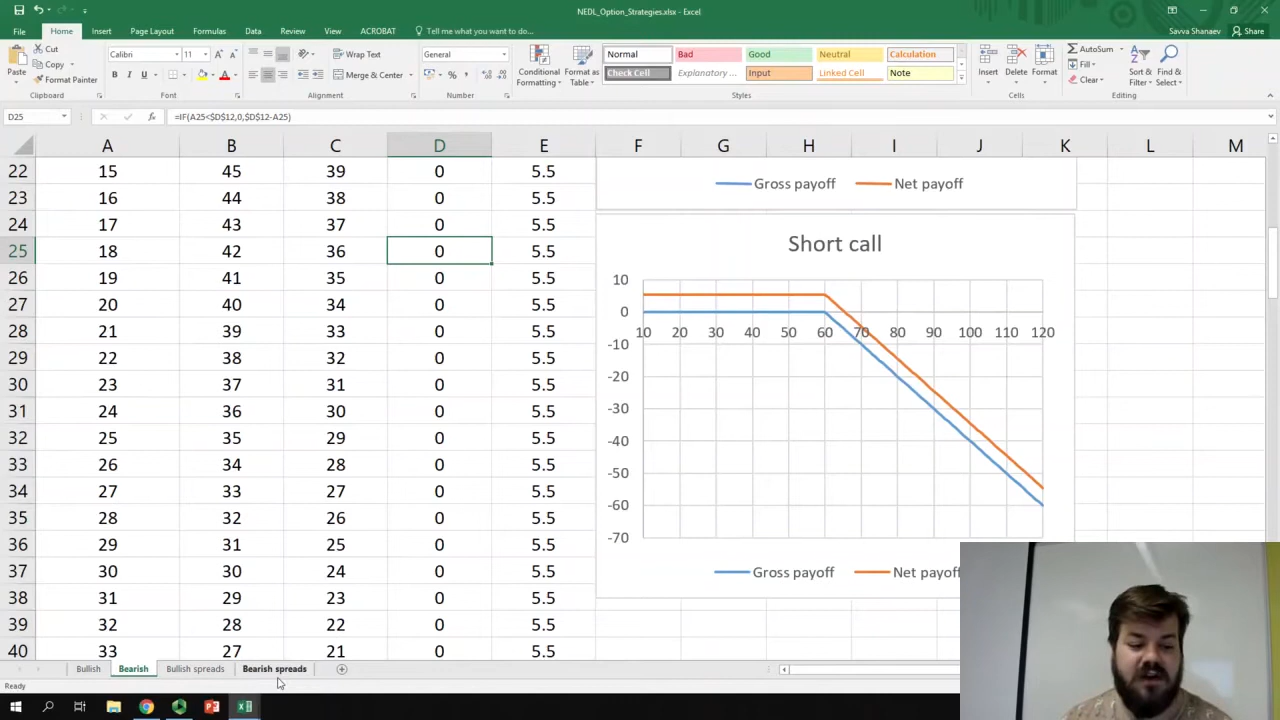 NEDL_Option_Strategies.xlsx - Excel
Savva Shanaev
File Home Insert Page Layout Formulas Data Review View ACROBAT Tell me what you want to do... Share
Cut Calibri 11 Wrap Text General Normal Bad Good Neutral Calculation AutoSum
Copy Fill
Paste Format Painter Merge & Center Conditional Formatting Format as Table Check Cell Explanatory ... Input Linked Cell Note Insert Delete Format Clear Sort & Filter Find & Select
Clipboard Font Alignment Number Styles Cells Editing
D25 =IF(A25<$D$12,0,$D$12-A25)
A B C D E F G H I J K L M
22 15 45 39 0 5.5
23 16 44 38 0 5.5
24 17 43 37 0 5.5
25 18 42 36 0 5.5
26 19 41 35 0 5.5
27 20 40 34 0 5.5
28 21 39 33 0 5.5
29 22 38 32 0 5.5
30 23 37 31 0 5.5
31 24 36 30 0 5.5
32 25 35 29 0 5.5
33 26 34 28 0 5.5
34 27 33 27 0 5.5
35 28 32 26 0 5.5
36 29 31 25 0 5.5
37 30 30 24 0 5.5
38 31 29 23 0 5.5
39 32 28 22 0 5.5
40 33 27 21 0 5.5
Gross payoff Net payoff
Short call
10
0
10 20 30 40 50 60 70 80 90 100 110 120
-10
-20
-30
-40
-50
-60
-70
Gross payoff Net payoff
Bullish Bearish Bullish spreads Bearish spreads
Ready